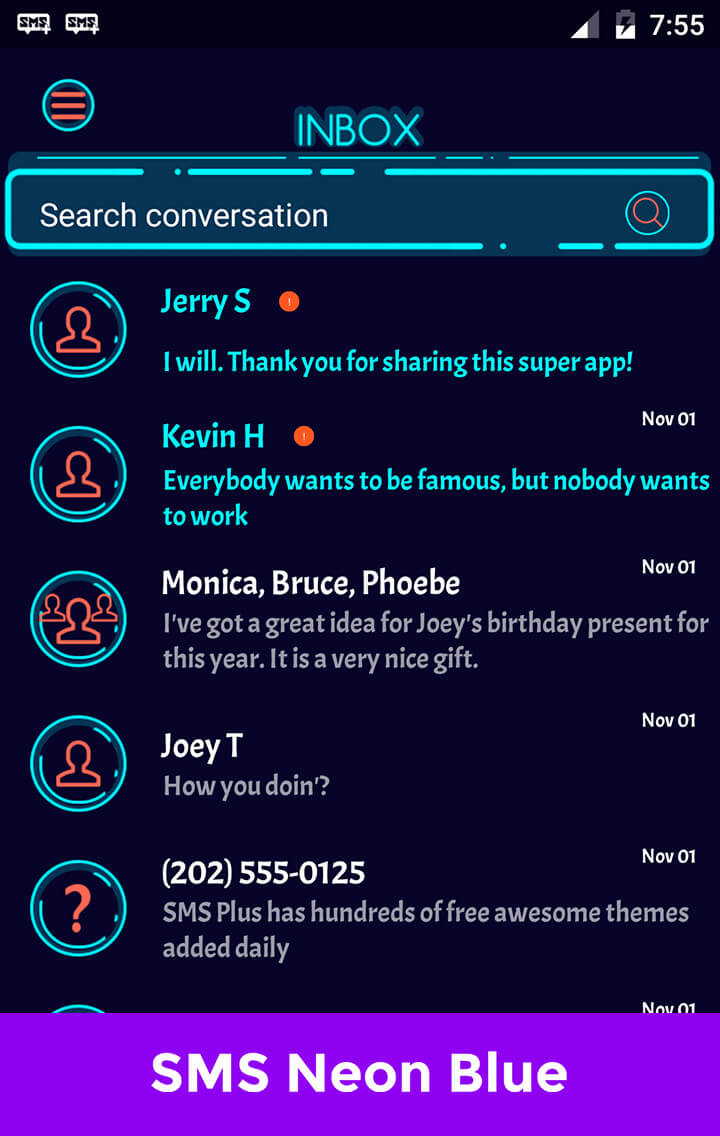 SMS SMS 7:55
INBOX
Search conversation
Jerry S !
I will. Thank you for sharing this super app!
Nov 01
Kevin H !
Everybody wants to be famous, but nobody wants
to work
Nov 01
Monica, Bruce, Phoebe
I've got a great idea for Joey's birthday present for
this year. It is a very nice gift.
Nov 01
Joey T
How you doin'?
Nov 01
(202) 555-0125
?
SMS Plus has hundreds of free awesome themes
added daily
Nov 01
SMS Neon Blue